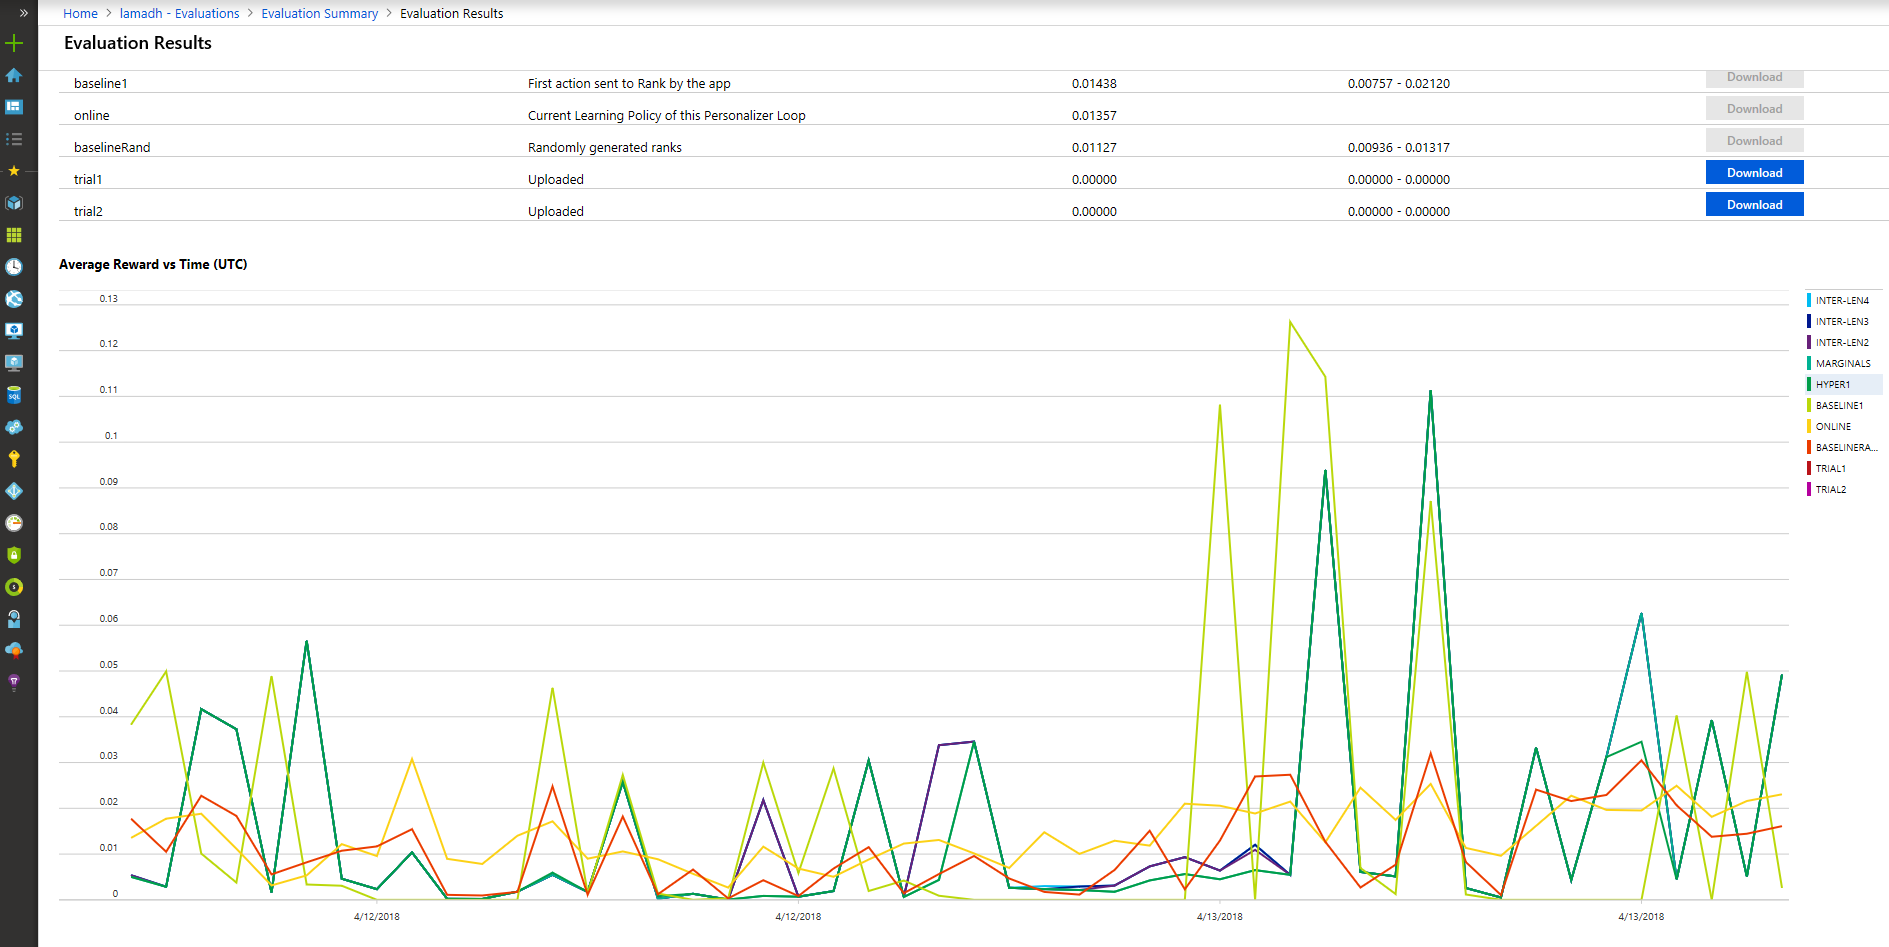 Home > lamadh - Evaluations > Evaluation Summary > Evaluation Results
Evaluation Results
baseline1 First action sent to Rank by the app 0.01438 0.00757 - 0.02120 Download
online Current Learning Policy of this Personalizer Loop 0.01357 Download
baselineRand Randomly generated ranks 0.01127 0.00936 - 0.01317 Download
trial1 Uploaded 0.00000 0.00000 - 0.00000 Download
trial2 Uploaded 0.00000 0.00000 - 0.00000 Download
Average Reward vs Time (UTC)
0.13
0.12
0.11
0.1
0.09
0.08
0.07
0.06
0.05
0.04
0.03
0.02
0.01
0
4/12/2018 4/12/2018 4/13/2018 4/13/2018
INTER-LEN4
INTER-LEN3
INTER-LEN2
MARGINALS
HYPER1
BASELINE1
ONLINE
BASELINERA...
TRIAL1
TRIAL2
SQL